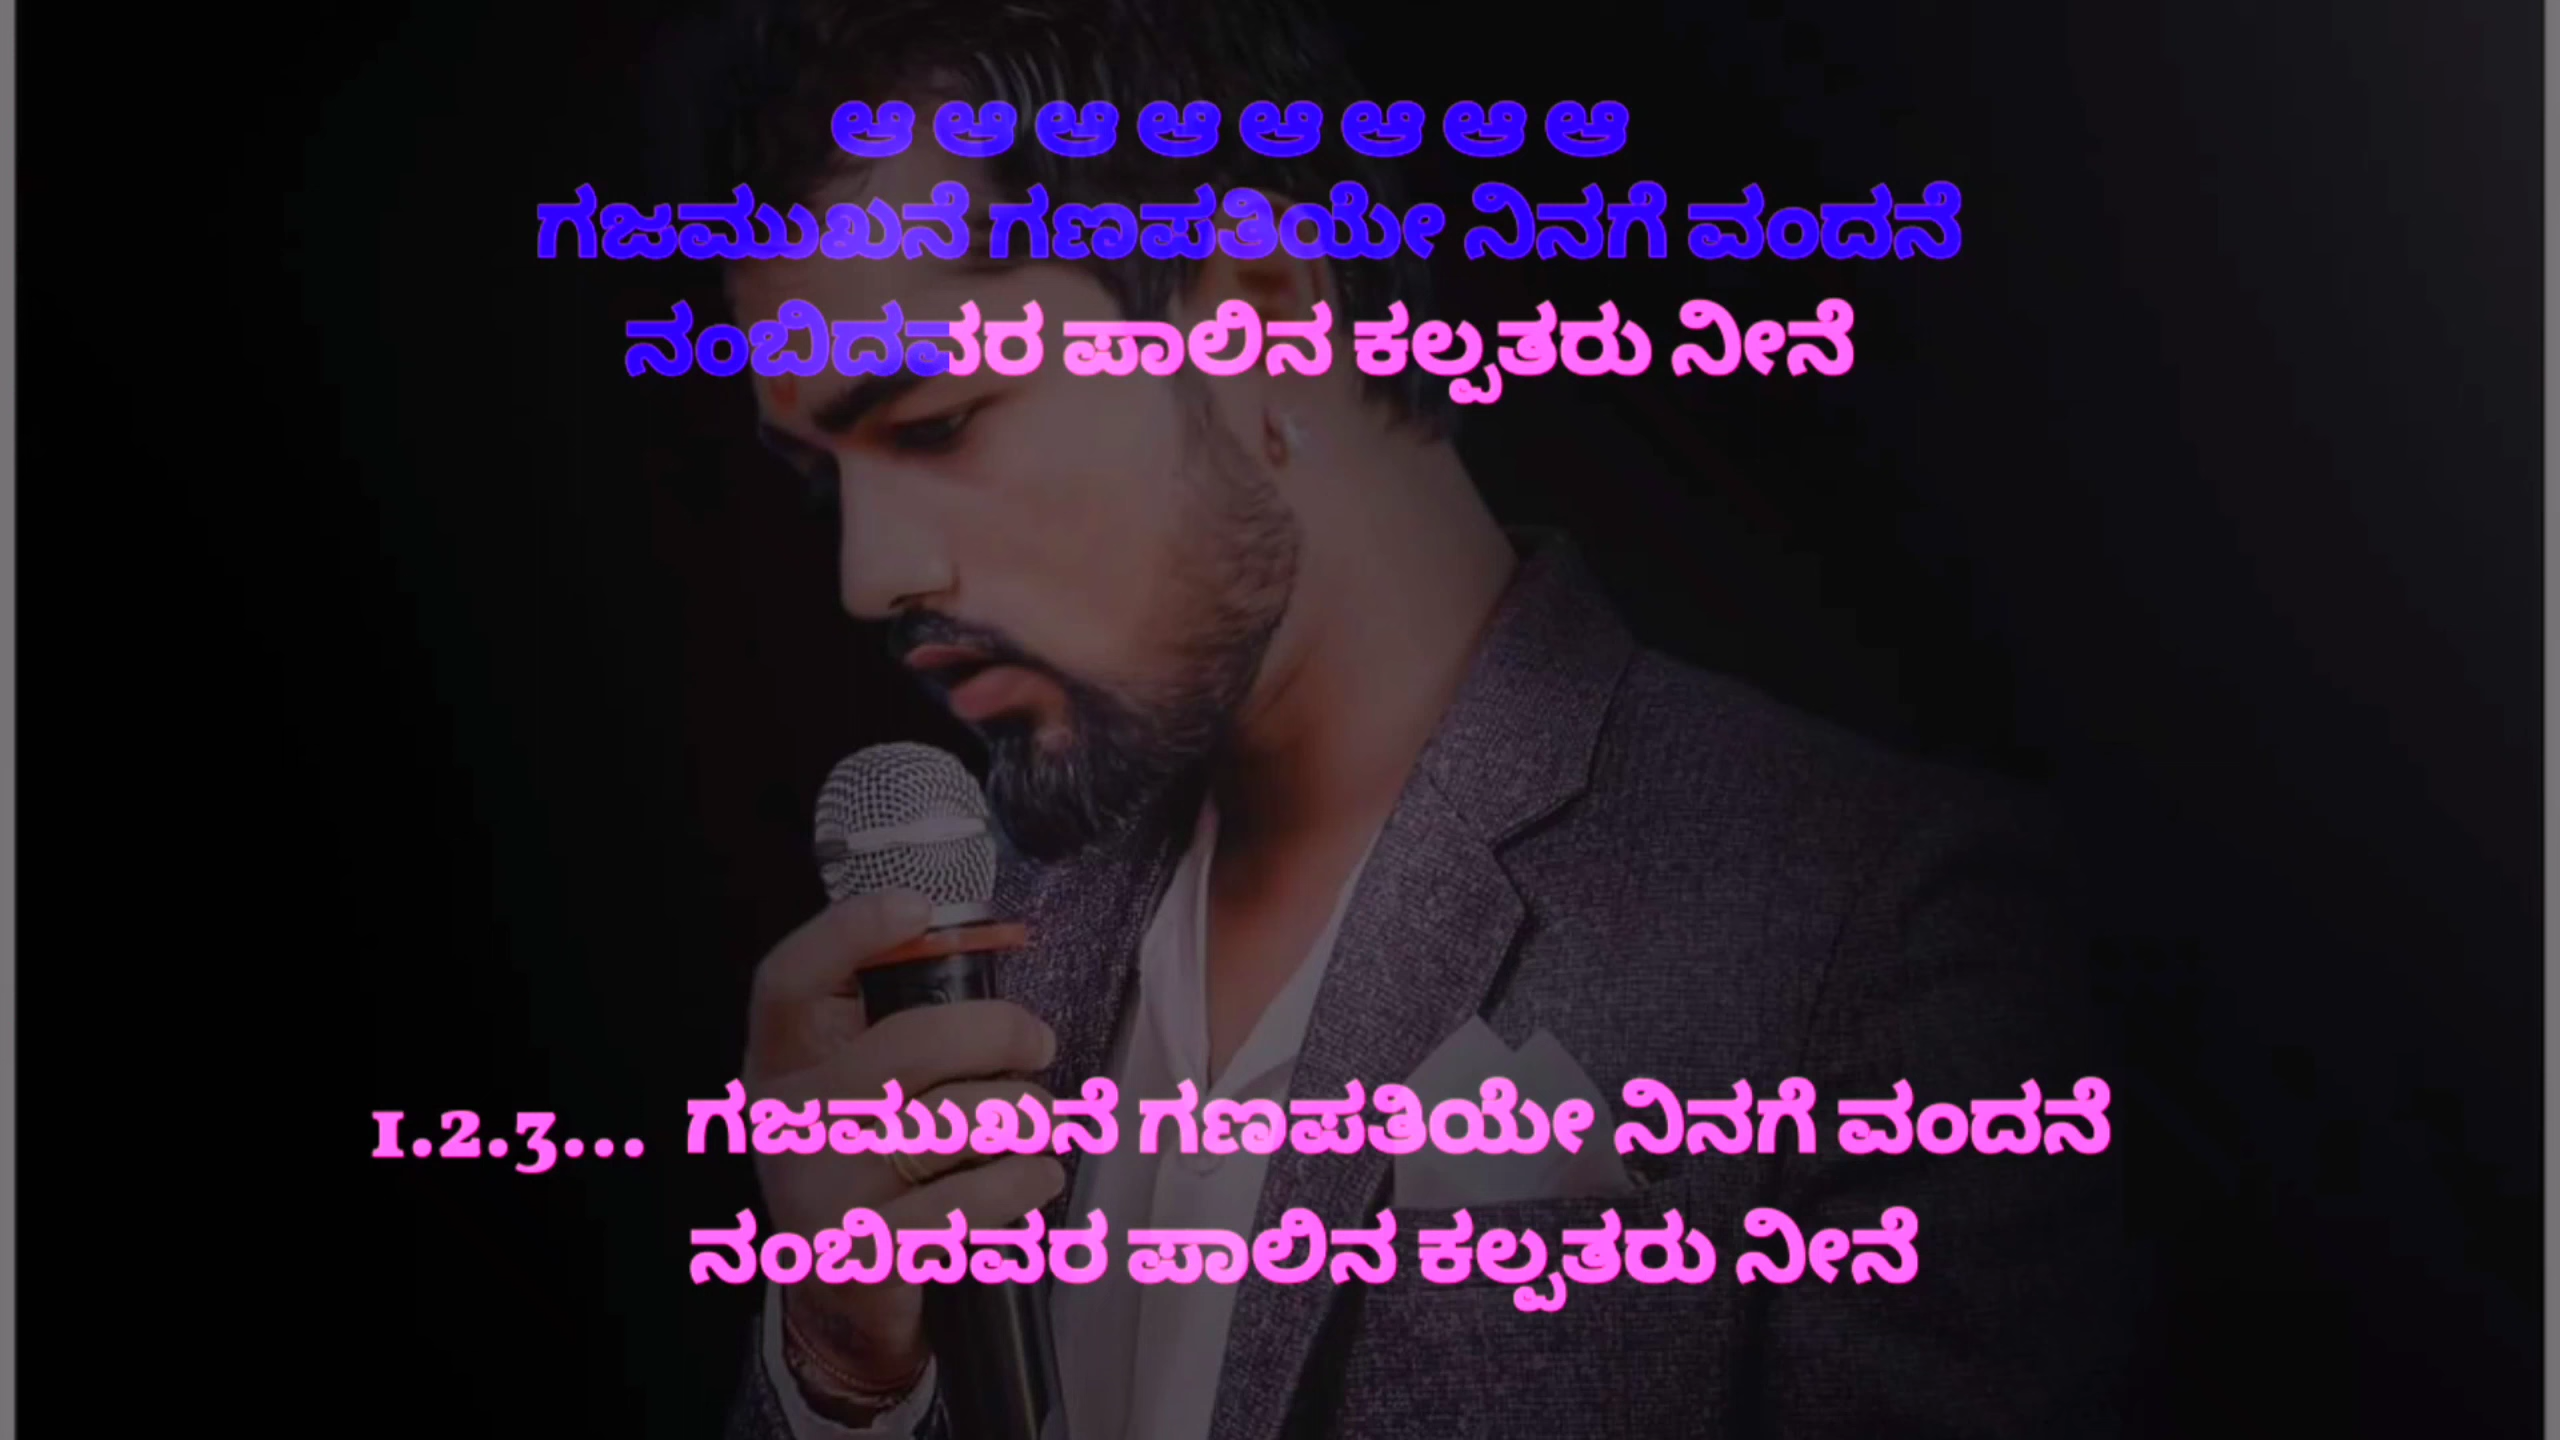 ಆ ಆ ಆ ಆ ಆ ಆ ಆ ಆ
ಗಜಮುಖನೆ ಗಣಪತಿಯೇ ನಿನಗೆ ವಂದನೆ
ನಂಬಿದವರ ಪಾಲಿನ ಕಲ್ಪತರು ನೀನೆ
1.2.3... ಗಜಮುಖನೆ ಗಣಪತಿಯೇ ನಿನಗೆ ವಂದನೆ
ನಂಬಿದವರ ಪಾಲಿನ ಕಲ್ಪತರು ನೀನೆ